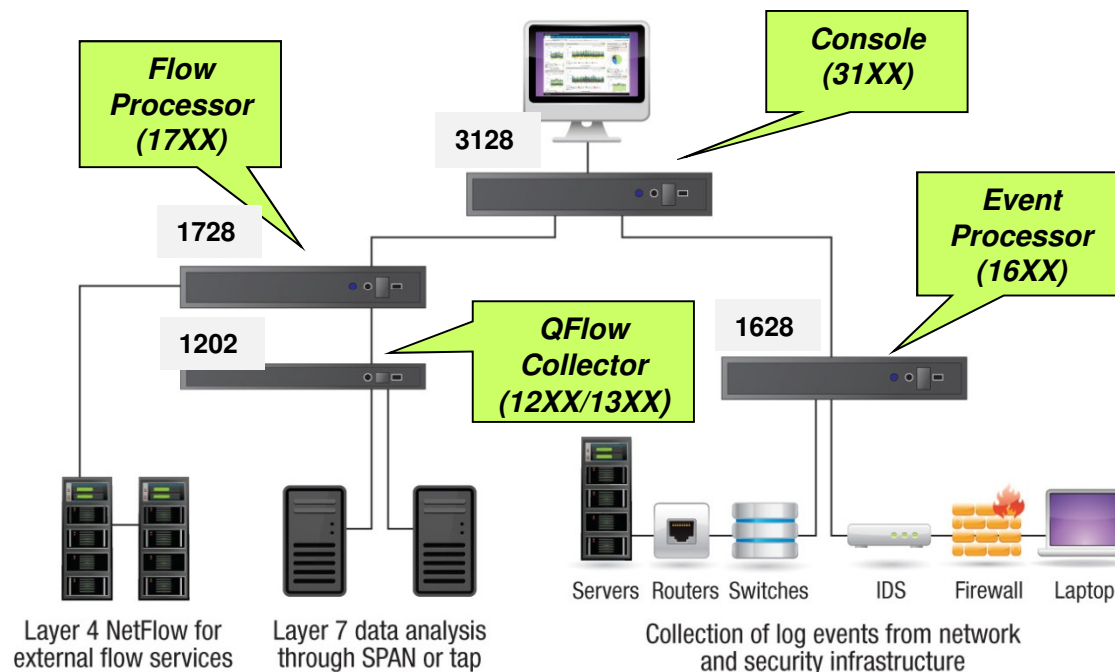 Flow
Processor
(17XX)
Console
(31XX)
3128
Event
Processor
(16XX)
1728
1202
QFlow
Collector
(12XX/13XX)
1628
Servers Routers Switches IDS Firewall Laptop
Layer 4 NetFlow for
external flow services
Layer 7 data analysis
through SPAN or tap
Collection of log events from network
and security infrastructure